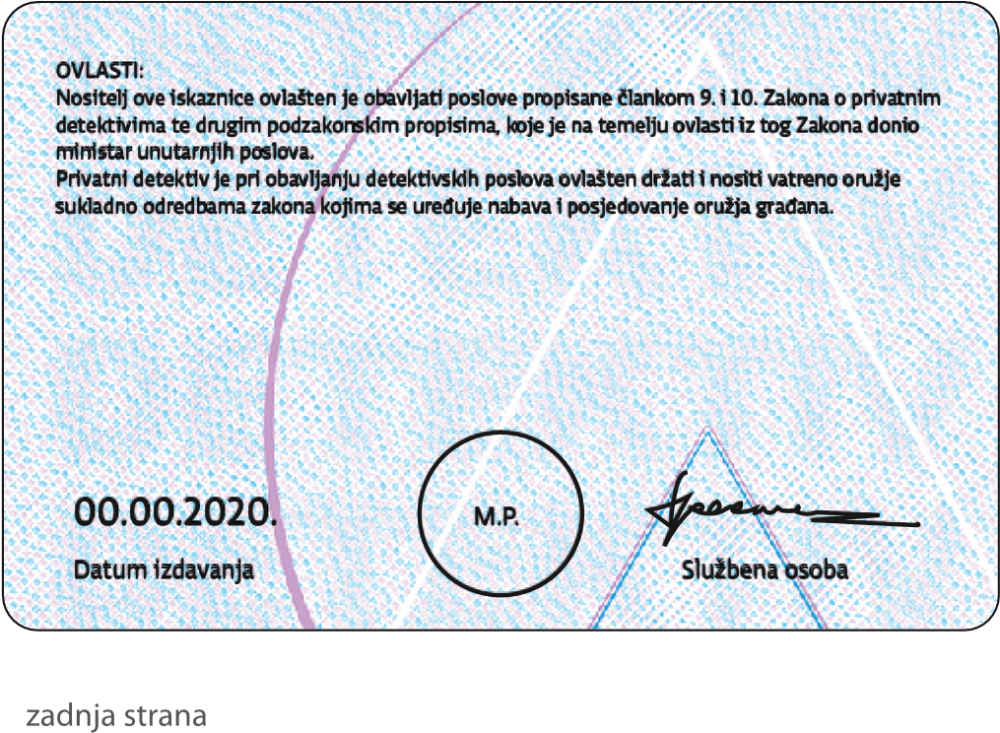 OVLASTI:
Nositelj ove iskaznice ovlašten je obavljati poslove propisane člankom 9. i 10. Zakona o privatnim
detektivima te drugim podzakonskim propisima, koje je na temelju ovlasti iz tog Zakona donio
ministar unutarnjih poslova.
Privatni detektiv je pri obavljanju detektivskih poslova ovlašten držati i nositi vatreno oružje
sukladno odredbama zakona kojima se uređuje nabava i posjedovanje oružja građana.
00.00.2020.
M.P.
Datum izdavanja
Službena osoba
zadnja strana